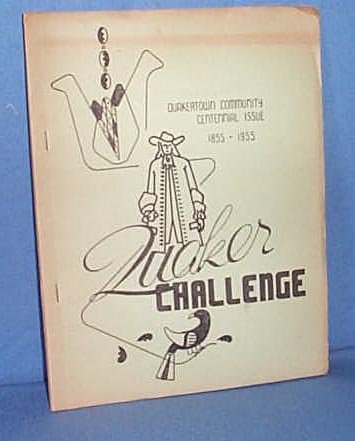 QUAKERTOWN COMMUNITY
CENTENNIAL ISSUE
1855 - 1955
Quaker
CHALLENGE